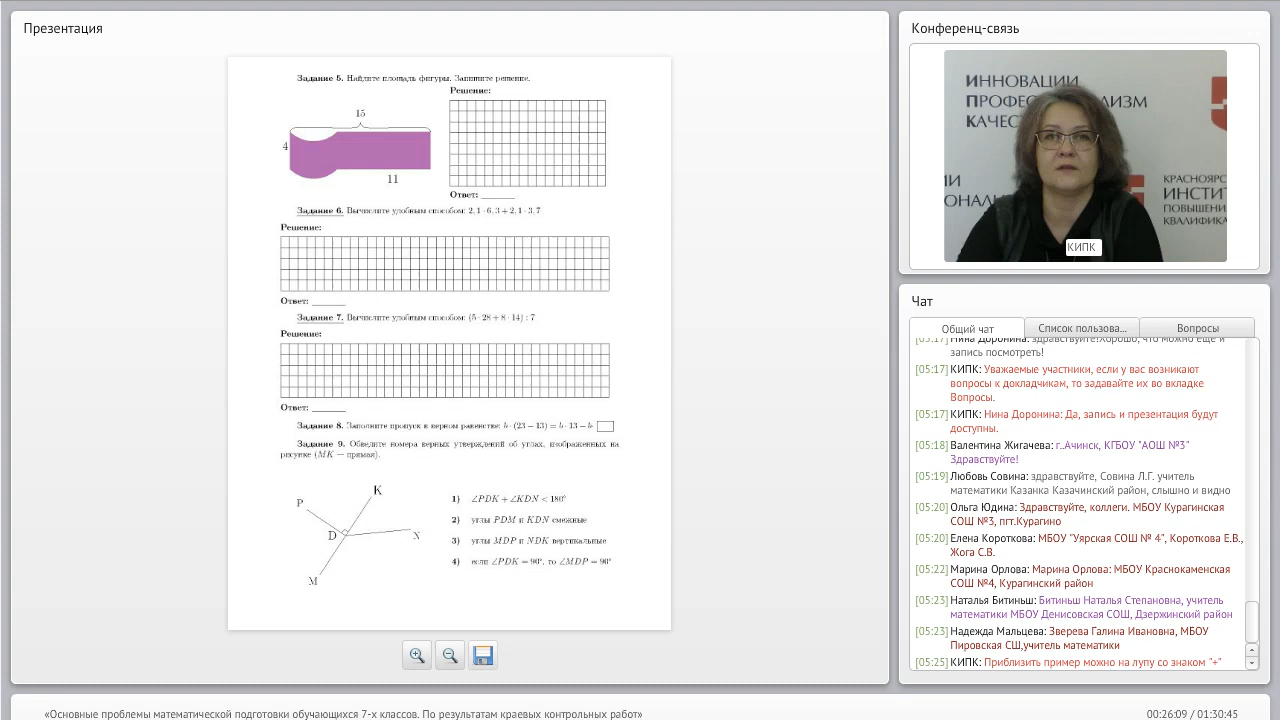 Презентация
Задание 5. Найдите площадь фигуры. Запишите решение.
Решение:
15
4
11
Ответ:
Задание 6. Вычислите удобным способом: 2,1 · 6,3 + 2,1 · 3,7
Решение:
Ответ:
Задание 7. Вычислите удобным способом: (5 · 28 + 8 · 14) : 7
Решение:
Ответ:
Задание 8. Заполните пропуск в верном равенстве: b · (23 − 13) = b · 13 − b·
Задание 9. Обведите номера верных утверждений об углах, изображенных на
рисунке (MK — прямая).
K
P
D
N
M
1) ∠PDK + ∠KDN < 180°
2) углы PDM и KDN смежные
3) углы MDP и NDK вертикальные
4) если ∠PDK = 90°, то ∠MDP = 90°
Конференц-связь
ИННОВАЦИИ
КРАСНОЯРС
ИНСТИ
ПОВЫШЕНИ
КВАЛИФИКА
КИПК
Чат
Общий чат
Список пользова...
Вопросы
[05:17] Нина Доронина: здравствуйте!Хорошо, что можно еще и
запись посмотреть!
[05:17] КИПК: Уважаемые участники, если у вас возникают
вопросы к докладчикам, то задавайте их во вкладке
Вопросы.
[05:17] КИПК: Нина Доронина: Да, запись и презентация будут
доступны.
[05:18] Валентина Жигачева: г..Ачинск, КГБОУ "АОШ №3"
Здравствуйте!
[05:19] Любовь Совина: здравствуйте, Совина Л.Г. учитель
математики Казанка Казачинский район, слышно и видно
[05:20] Ольга Юдина: Здравствуйте, коллеги. МБОУ Курагинская
СОШ №3, пгт.Курагино
[05:20] Елена Короткова: МБОУ "Уярская СОШ № 4", Короткова Е.В.,
Жога С.В.
[05:22] Марина Орлова: Марина Орлова: МБОУ Краснокаменская
СОШ №4, Курагинский район
[05:23] Наталья Битиньш: Битиньш Наталья Степановна, учитель
математики МБОУ Денисовская СОШ, Дзержинский район
[05:23] Надежда Мальцева: Зверева Галина Ивановна, МБОУ
Пировская СШ,учитель математики
[05:25] КИПК: Приблизить пример можно на лупу со знаком "+"
«Основные проблемы математической подготовки обучающихся 7-х классов. По результатам краевых контрольных работ»
00:26:09 / 01:30:45